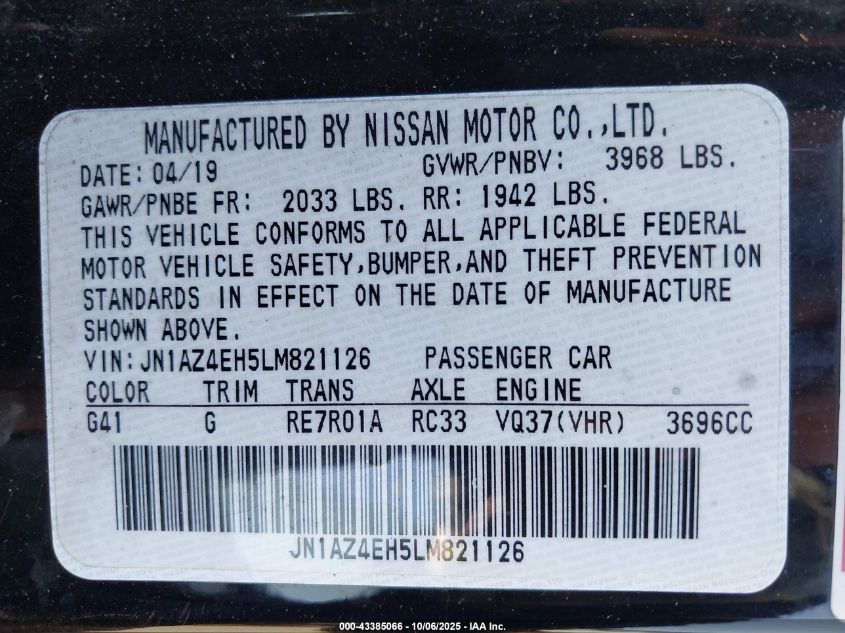 MANUFACTURED BY NISSAN MOTOR CO.,LTD.
DATE: 04/19 GVWR/PNBV: 3968 LBS.
GAWR/PNBE FR: 2033 LBS. RR: 1942 LBS.
THIS VEHICLE CONFORMS TO ALL APPLICABLE FEDERAL
MOTOR VEHICLE SAFETY,BUMPER,AND THEFT PREVENTION
STANDARDS IN EFFECT ON THE DATE OF MANUFACTURE
SHOWN ABOVE.
VIN:JN1AZ4EH5LM821126 PASSENGER CAR
COLOR TRIM TRANS AXLE ENGINE
G41 G RE7R01A RC33 VQ37(VHR) 3696CC
JN1AZ4EH5LM821126
000-43385066 - 10/06/2025 - IAA Inc.